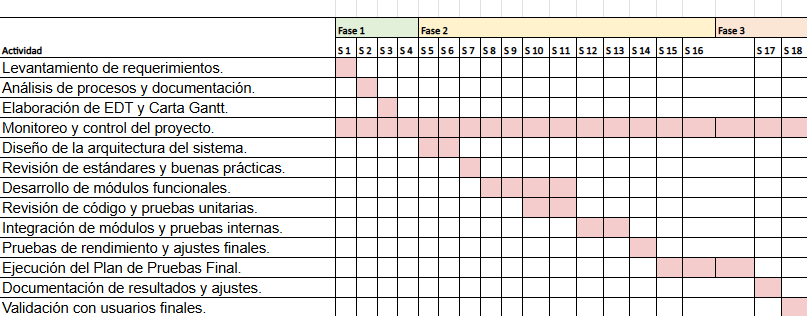 Fase 1 Fase 2 Fase 3
Actividad S 1 S 2 S 3 S 4 S 5 S 6 S 7 S 8 S 9 S 10 S 11 S 12 S 13 S 14 S 15 S 16 S 17 S 18
Levantamiento de requerimientos.
Análisis de procesos y documentación.
Elaboración de EDT y Carta Gantt.
Monitoreo y control del proyecto.
Diseño de la arquitectura del sistema.
Revisión de estándares y buenas prácticas.
Desarrollo de módulos funcionales.
Revisión de código y pruebas unitarias.
Integración de módulos y pruebas internas.
Pruebas de rendimiento y ajustes finales.
Ejecución del Plan de Pruebas Final.
Documentación de resultados y ajustes.
Validación con usuarios finales.